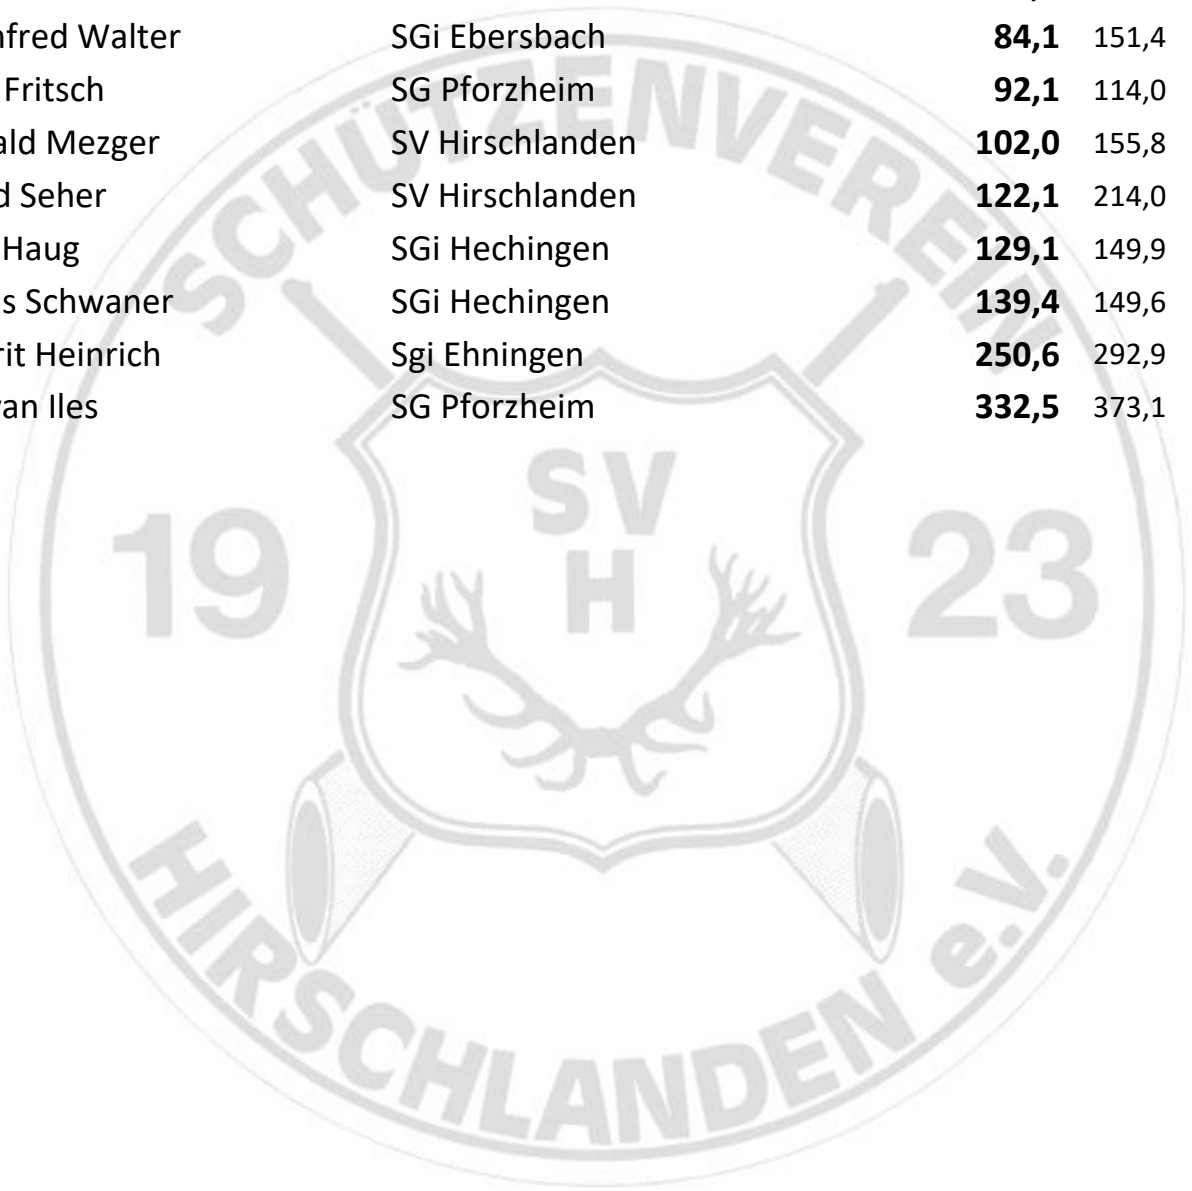 nfred Walter SGi Ebersbach 84,1 151,4
Fritsch SG Pforzheim 92,1 114,0
ald Mezger SV Hirschlanden 102,0 155,8
d Seher SV Hirschlanden 122,1 214,0
Haug SGi Hechingen 129,1 149,9
s Schwaner SGi Hechingen 139,4 149,6
rit Heinrich Sgi Ehningen 250,6 292,9
van Iles SG Pforzheim 332,5 373,1
SCHÜTZENVEREIN
SV
H
19 23
HIRSCHLANDEN e.V.